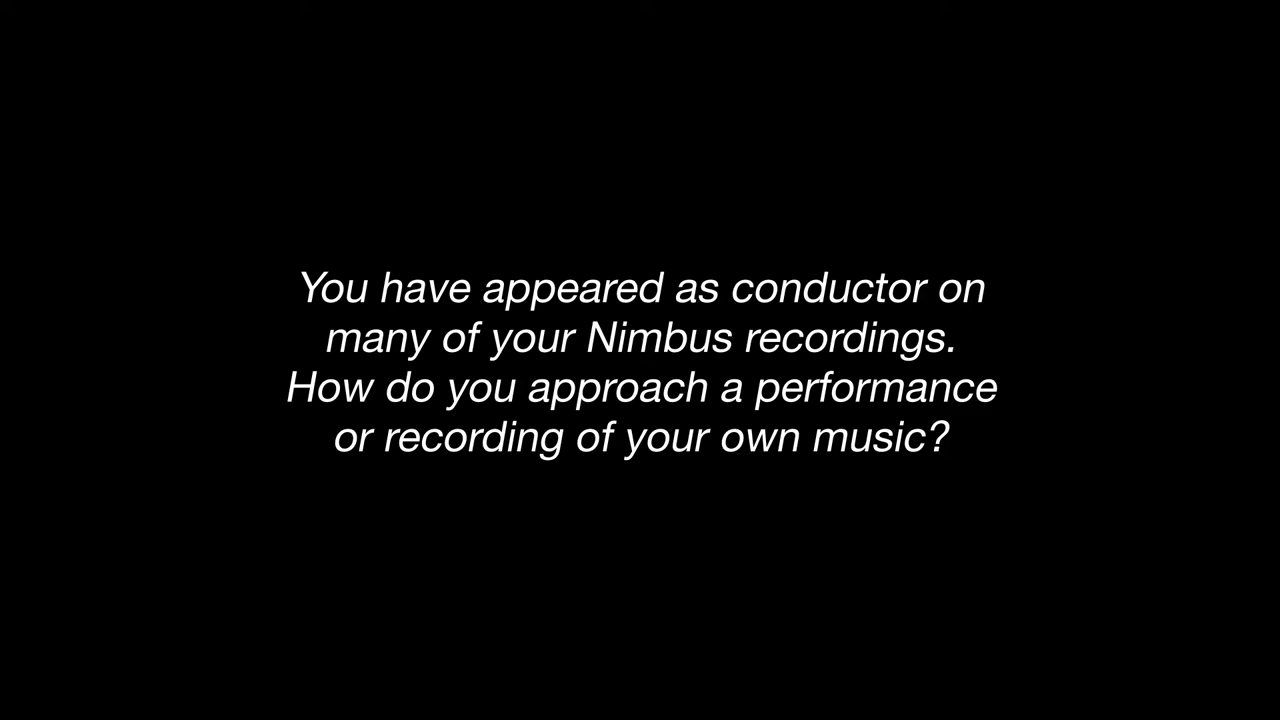 You have appeared as conductor on
many of your Nimbus recordings.
How do you approach a performance
or recording of your own music?